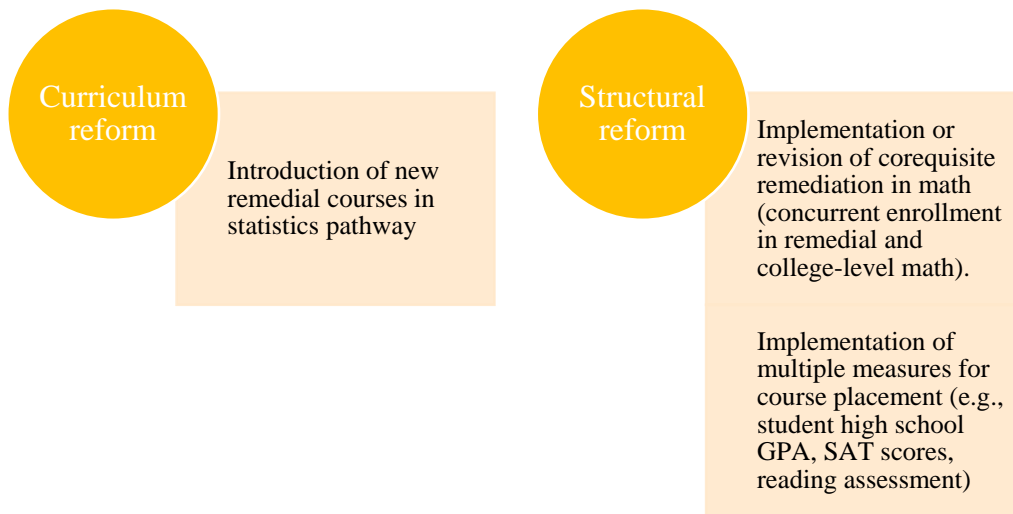 Curriculum
reform
Introduction of new
remedial courses in
statistics pathway
Structural
reform
Implementation or
revision of corequisite
remediation in math
(concurrent enrollment
in remedial and
college-level math).
Implementation of
multiple measures for
course placement (e.g.,
student high school
GPA, SAT scores,
reading assessment)